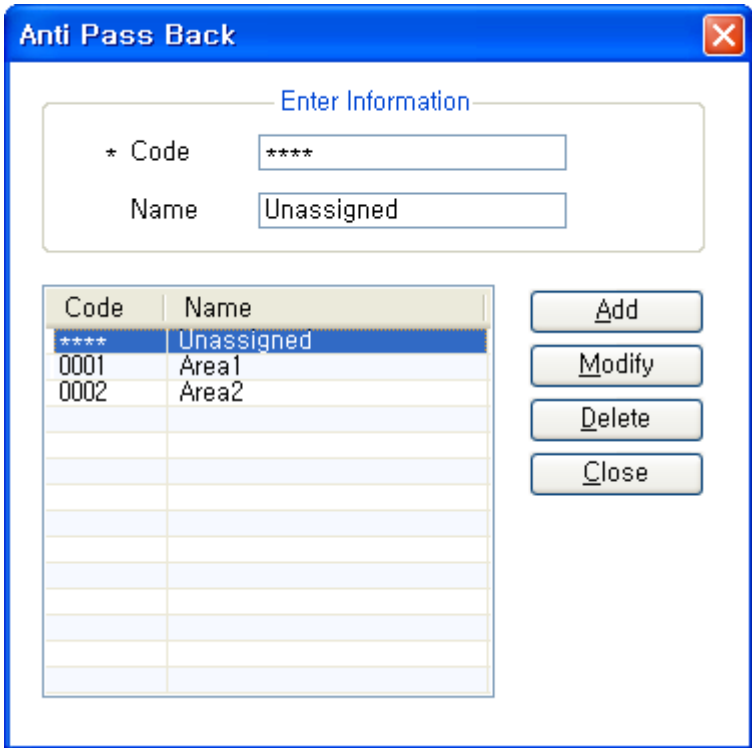 Anti Pass Back
Enter Information
* Code ****
Name Unassigned
Code Name
**** Unassigned
0001 Area1
0002 Area2
Add
Modify
Delete
Close